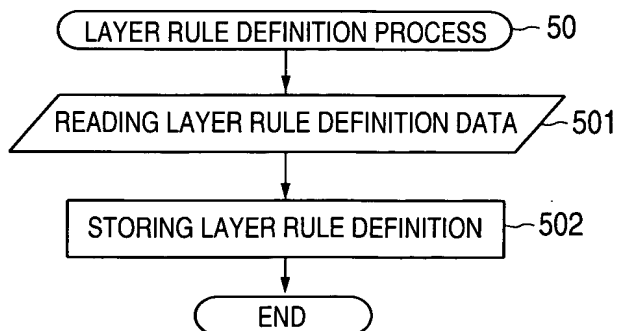 LAYER RULE DEFINITION PROCESS 50
READING LAYER RULE DEFINITION DATA 501
STORING LAYER RULE DEFINITION 502
END